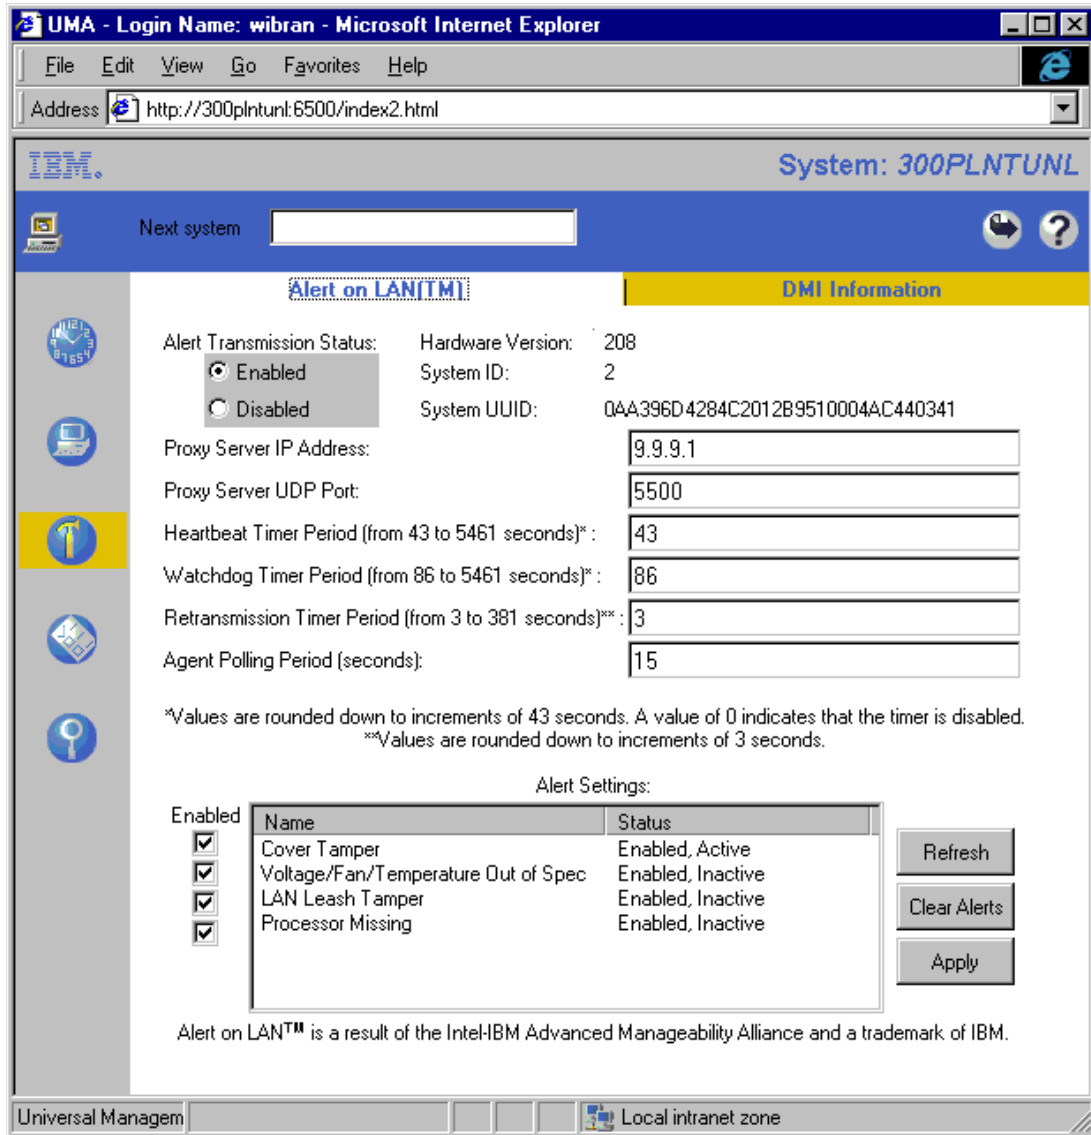 UMA - Login Name: wibran - Microsoft Internet Explorer
File Edit View Go Favorites Help
Address http://300plntunl:6500/index2.html
IBM. System: 300PLNTUNL
Next system
Alert on LAN(TM) DMI Information
Alert Transmission Status: Hardware Version: 208
Enabled System ID: 2
Disabled System UUID: 0AA396D4284C2012B9510004AC440341
Proxy Server IP Address: 9.9.9.1
Proxy Server UDP Port: 5500
Heartbeat Timer Period (from 43 to 5461 seconds)* : 43
Watchdog Timer Period (from 86 to 5461 seconds)* : 86
Retransmission Timer Period (from 3 to 381 seconds)** : 3
Agent Polling Period (seconds): 15
*Values are rounded down to increments of 43 seconds. A value of 0 indicates that the timer is disabled.
**Values are rounded down to increments of 3 seconds.
Alert Settings:
Enabled Name Status
Cover Tamper Enabled, Active
Voltage/Fan/Temperature Out of Spec Enabled, Inactive
LAN Leash Tamper Enabled, Inactive
Processor Missing Enabled, Inactive
Refresh
Clear Alerts
Apply
Alert on LAN™ is a result of the Intel-IBM Advanced Manageability Alliance and a trademark of IBM.
Universal Managem Local intranet zone